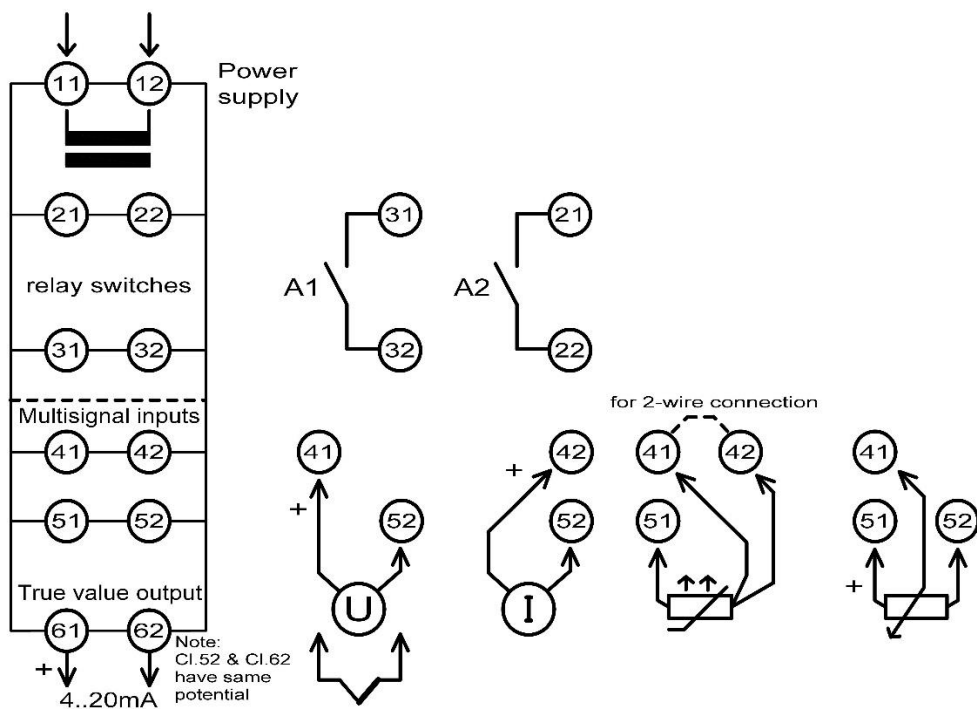 11 12
Power
supply
21 22
31
21
relay switches
A1
A2
31 32
32
22
for 2-wire connection
Multisignal inputs
41 42
41
+
42
41
42
41
51 52
+
52
52
51
51
52
True value output
U
I
+
61 62
Note:
Cl.52 & Cl.62
have same
potential
+
4..20mA